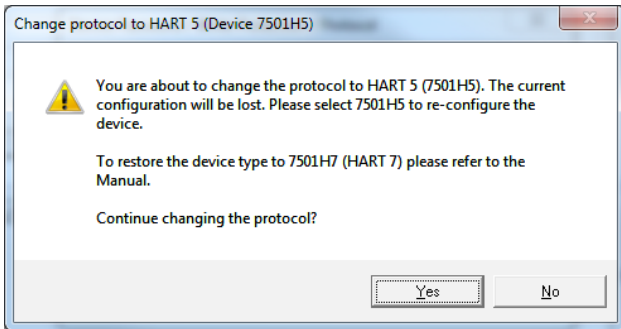 Change protocol to HART 5 (Device 7501H5)
You are about to change the protocol to HART 5 (7501H5). The current
configuration will be lost. Please select 7501H5 to re-configure the
device.
To restore the device type to 7501H7 (HART 7) please refer to the
Manual.
Continue changing the protocol?
Yes
No